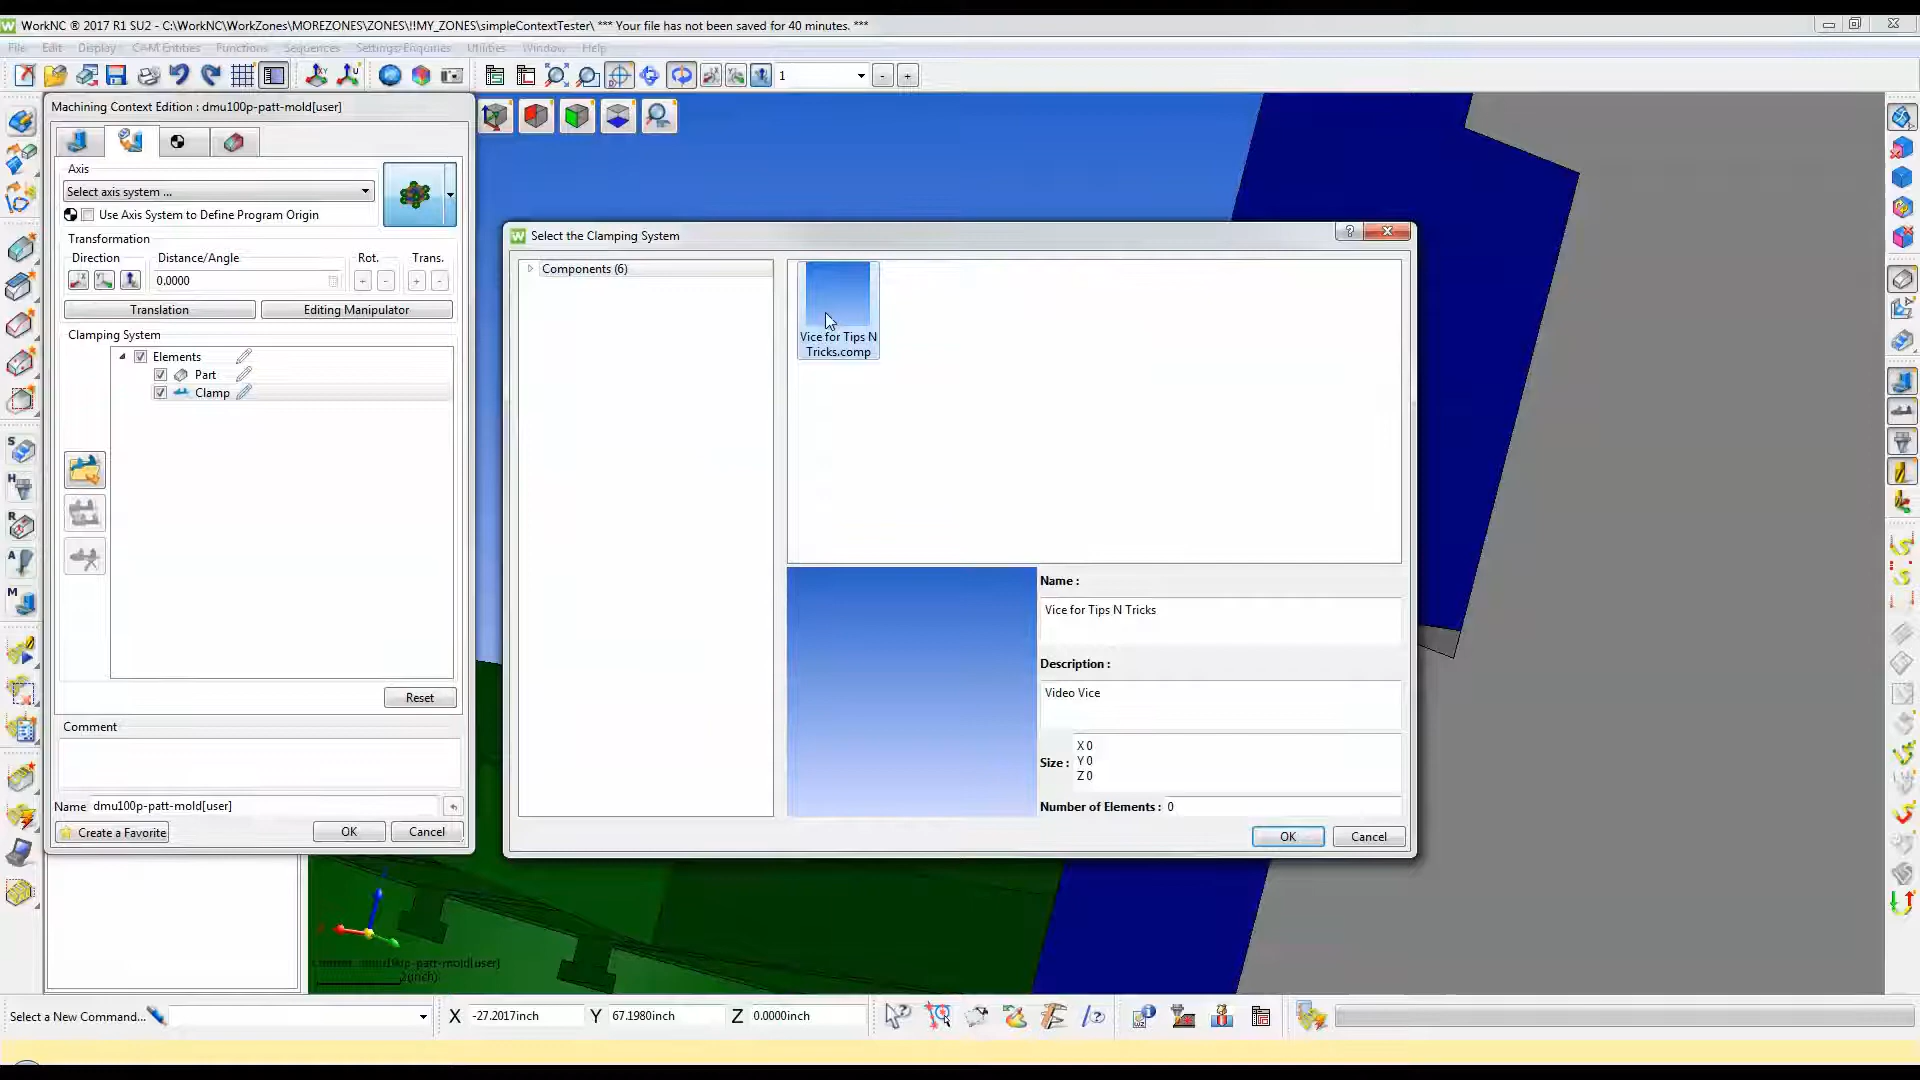 WorkNC ® 2017 R1 SU2 - C:\WorkNC\WorkZones\MOREZONES\ZONES\!!MY_ZONES\simpleContextTester\ *** Your file has not been saved for 40 minutes. ***
File Edit Display CAM Entities Functions Sequences Settings/Enquiries Utilities Window Help
1
Machining Context Edition : dmu100p-patt-mold[user]
Axis
Select axis system ...
Use Axis System to Define Program Origin
Transformation
Direction Distance/Angle Rot. Trans.
0.0000
Translation Editing Manipulator
Clamping System
Elements
Part
Clamp
Reset
Comment
Name dmu100p-patt-mold[user]
Create a Favorite OK Cancel
Select the Clamping System
Components (6)
Vice for Tips N
Tricks.comp
Name :
Vice for Tips N Tricks
Description :
Video Vice
Size :
X 0
Y 0
Z 0
Number of Elements : 0
OK Cancel
S
H
R
A
M
2(inch)
Select a New Command... X -27.2017inch Y 67.1980inch Z 0.0000inch